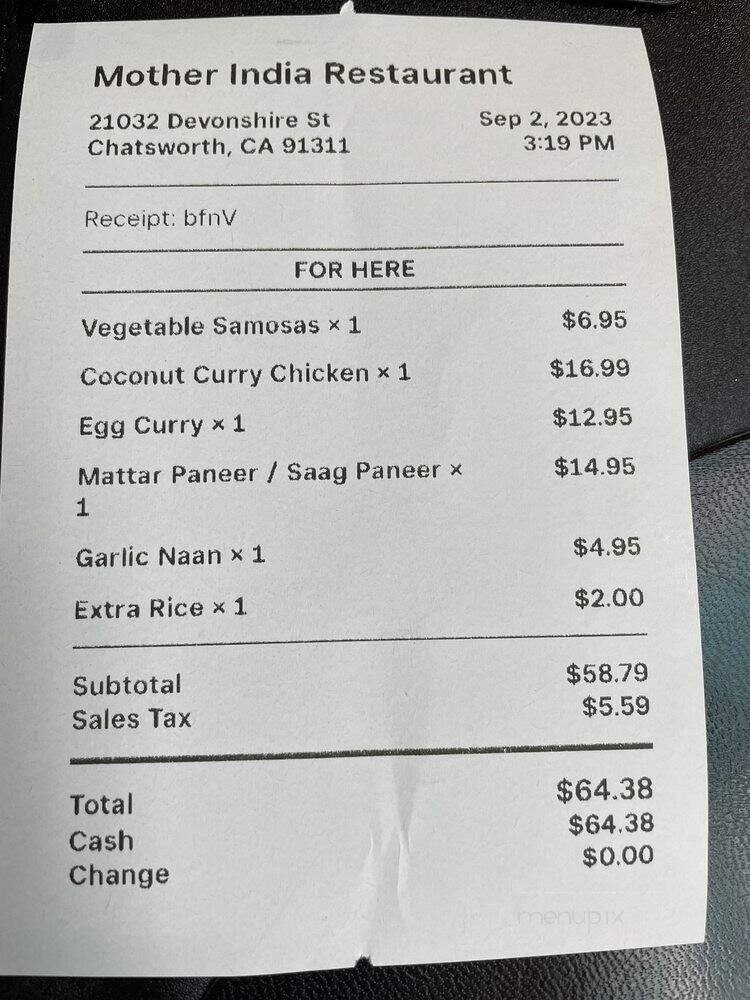 Mother India Restaurant
21032 Devonshire St Sep 2, 2023
Chatsworth, CA 91311 3:19 PM
Receipt: bfnV
FOR HERE
Vegetable Samosas × 1 $6.95
Coconut Curry Chicken × 1 $16.99
Egg Curry × 1 $12.95
Mattar Paneer / Saag Paneer × $14.95
1
Garlic Naan × 1 $4.95
Extra Rice × 1 $2.00
Subtotal $58.79
Sales Tax $5.59
Total $64.38
Cash $64.38
Change $0.00
menupix